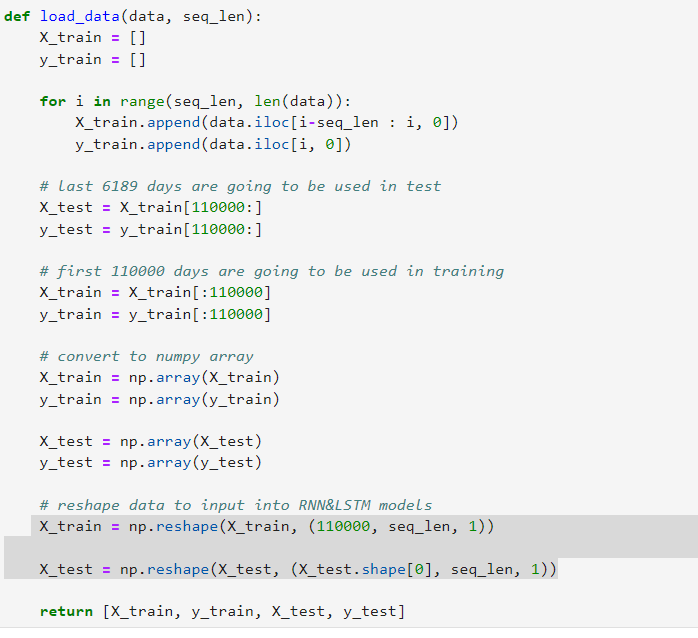 def load_data(data, seq_len):
    X_train = []
    y_train = []

    for i in range(seq_len, len(data)):
        X_train.append(data.iloc[i-seq_len : i, 0])
        y_train.append(data.iloc[i, 0])

    # last 6189 days are going to be used in test
    X_test = X_train[110000:]
    y_test = y_train[110000:]

    # first 110000 days are going to be used in training
    X_train = X_train[:110000]
    y_train = y_train[:110000]

    # convert to numpy array
    X_train = np.array(X_train)
    y_train = np.array(y_train)

    X_test = np.array(X_test)
    y_test = np.array(y_test)

    # reshape data to input into RNN&LSTM models
    X_train = np.reshape(X_train, (110000, seq_len, 1))

    X_test = np.reshape(X_test, (X_test.shape[0], seq_len, 1))

    return [X_train, y_train, X_test, y_test]